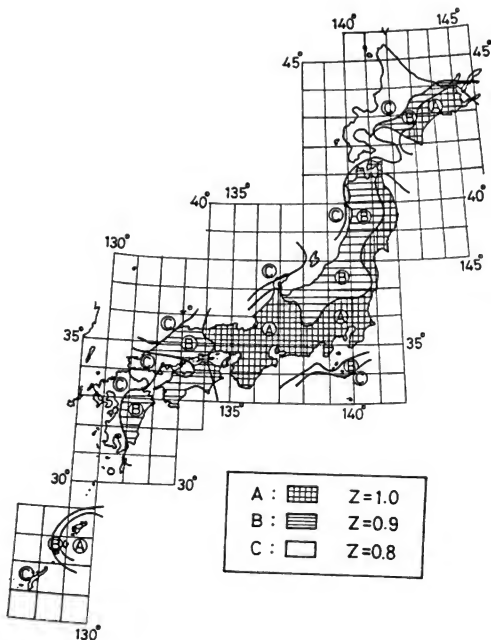 140° 145°
45° 45°
C A
B
40° 135° C B 40°
130° C B 145°
C B A A
35° B 35°
C C B
C B 135° 140°
30° 30°
B A
C
130°
A : Z=1.0
B : Z=0.9
C : Z=0.8